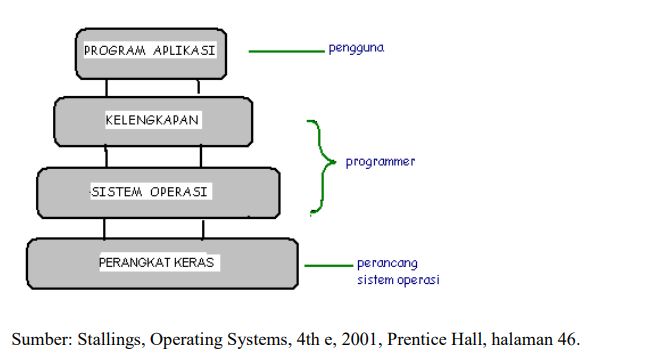 PROGRAM APLIKASI
pengguna
KELENGKAPAN
programmer
SISTEM OPERASI
PERANGKAT KERAS
perancang
sistem operasi
Sumber: Stallings, Operating Systems, 4th e, 2001, Prentice Hall, halaman 46.